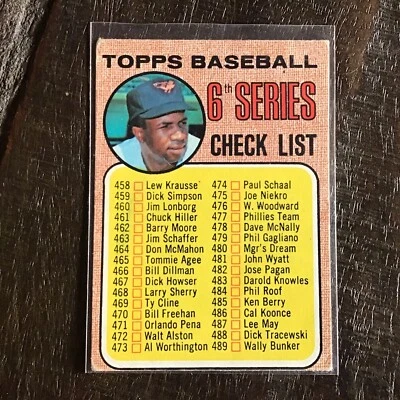 TOPPS BASEBALL
6th SERIES
CHECK LIST
458 Lew Krausse
459 Dick Simpson
460 Jim Lonborg
461 Chuck Hiller
462 Barry Moore
463 Jim Schaffer
464 Don McMahon
465 Tommie Agee
466 Bill Dillman
467 Dick Howser
468 Larry Sherry
469 Ty Cline
470 Bill Freehan
471 Orlando Pena
472 Walt Alston
473 Al Worthington
474 Paul Schaal
475 Joe Niekro
476 W. Woodward
477 Phillies Team
478 Dave McNally
479 Phil Gagliano
480 Mgr's Dream
481 John Wyatt
482 Jose Pagan
483 Darold Knowles
484 Phil Roof
485 Ken Berry
486 Cal Koonce
487 Lee May
488 Dick Tracewski
489 Wally Bunker